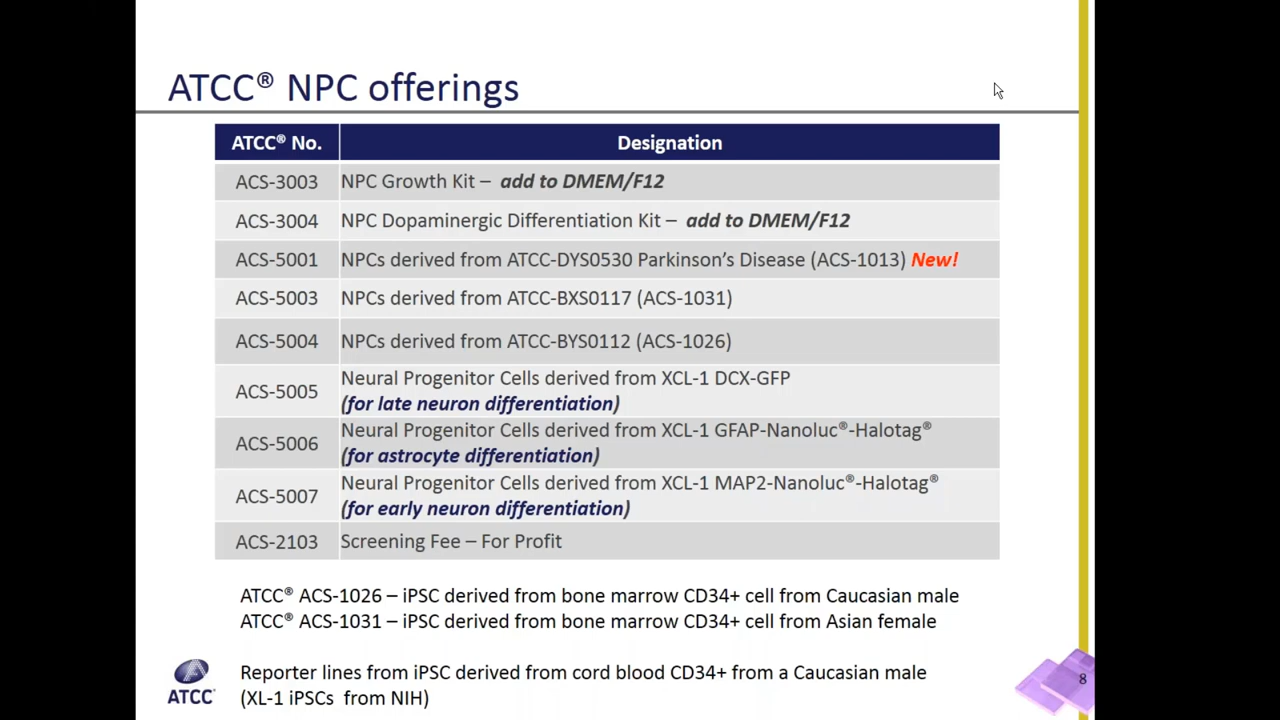 ATCC® NPC offerings
ATCC® No. Designation
ACS-3003 NPC Growth Kit – add to DMEM/F12
ACS-3004 NPC Dopaminergic Differentiation Kit – add to DMEM/F12
ACS-5001 NPCs derived from ATCC-DYS0530 Parkinson’s Disease (ACS-1013) New!
ACS-5003 NPCs derived from ATCC-BXS0117 (ACS-1031)
ACS-5004 NPCs derived from ATCC-BYS0112 (ACS-1026)
ACS-5005 Neural Progenitor Cells derived from XCL-1 DCX-GFP
(for late neuron differentiation)
ACS-5006 Neural Progenitor Cells derived from XCL-1 GFAP-Nanoluc®-Halotag®
(for astrocyte differentiation)
ACS-5007 Neural Progenitor Cells derived from XCL-1 MAP2-Nanoluc®-Halotag®
(for early neuron differentiation)
ACS-2103 Screening Fee – For Profit
ATCC® ACS-1026 – iPSC derived from bone marrow CD34+ cell from Caucasian male
ATCC® ACS-1031 – iPSC derived from bone marrow CD34+ cell from Asian female
Reporter lines from iPSC derived from cord blood CD34+ from a Caucasian male
(XL-1 iPSCs from NIH)
ATCC
8